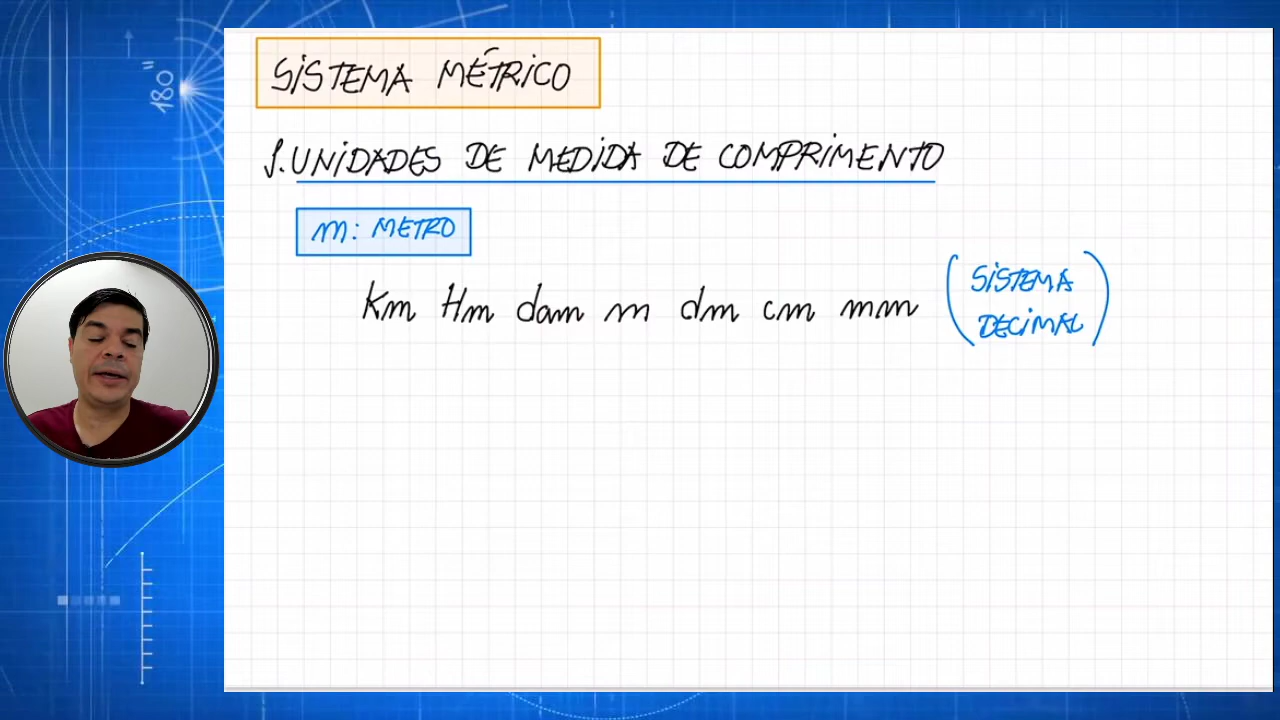 180"
SISTEMA MÉTRICO
1. UNIDADES DE MEDIDA DE COMPRIMENTO
m: METRO
Km Hm dam m dm cm mm (SISTEMA
DECIMAL)